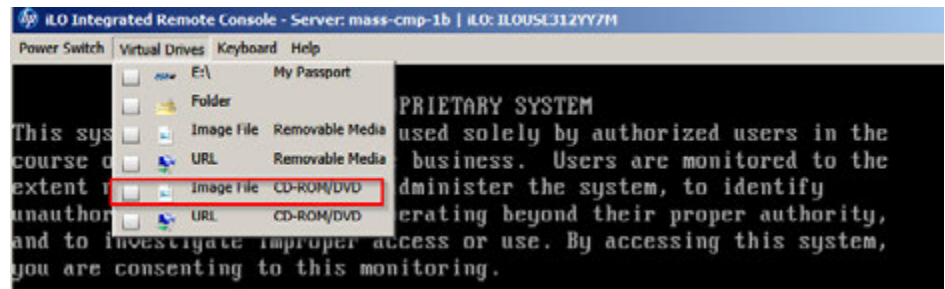 iLO Integrated Remote Console - Server: mass-cmp-1b | iLO: ILOUSE312YY7M
Power Switch Virtual Drives Keyboard Help
E:\ My Passport
Folder
Image File Removable Media
URL Removable Media
Image File CD-ROM/DVD
URL CD-ROM/DVD
PRIETARY SYSTEM
This sys used solely by authorized users in the
course o business. Users are monitored to the
extent dminister the system, to identify
unauthor erating beyond their proper authority,
and to investigate improper access or use. By accessing this system,
you are consenting to this monitoring.